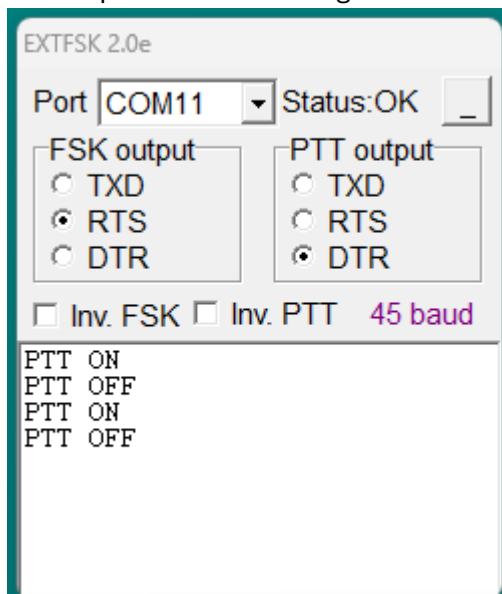 EXTFSK 2.0e
Port COM11 Status:OK _
FSK output PTT output
TXD TXD
RTS RTS
DTR DTR
Inv. FSK Inv. PTT 45 baud
PTT ON
PTT OFF
PTT ON
PTT OFF